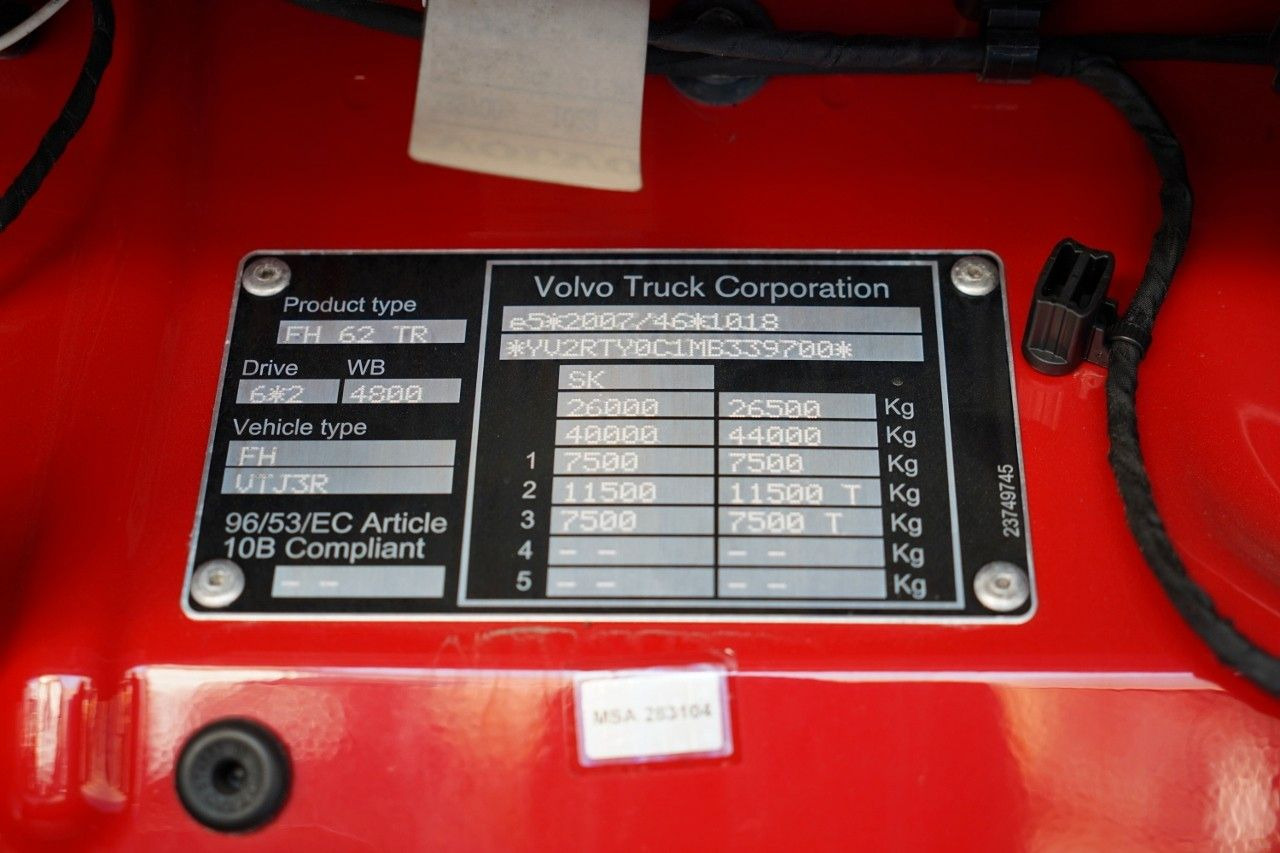 Product type
FH 62 TR
Drive WB
6*2 4800
Vehicle type
FH
VTJ3R
96/53/EC Article
10B Compliant
- -
Volvo Truck Corporation
e5*2007/46*1018
*YV2RTY0C1MB339700*
SK
26000 26500 Kg
40000 44000 Kg
1 7500 7500 Kg
2 11500 11500 T Kg
3 7500 7500 T Kg
4 - - - - Kg
5 - - - - Kg
23749745
MSA 283104